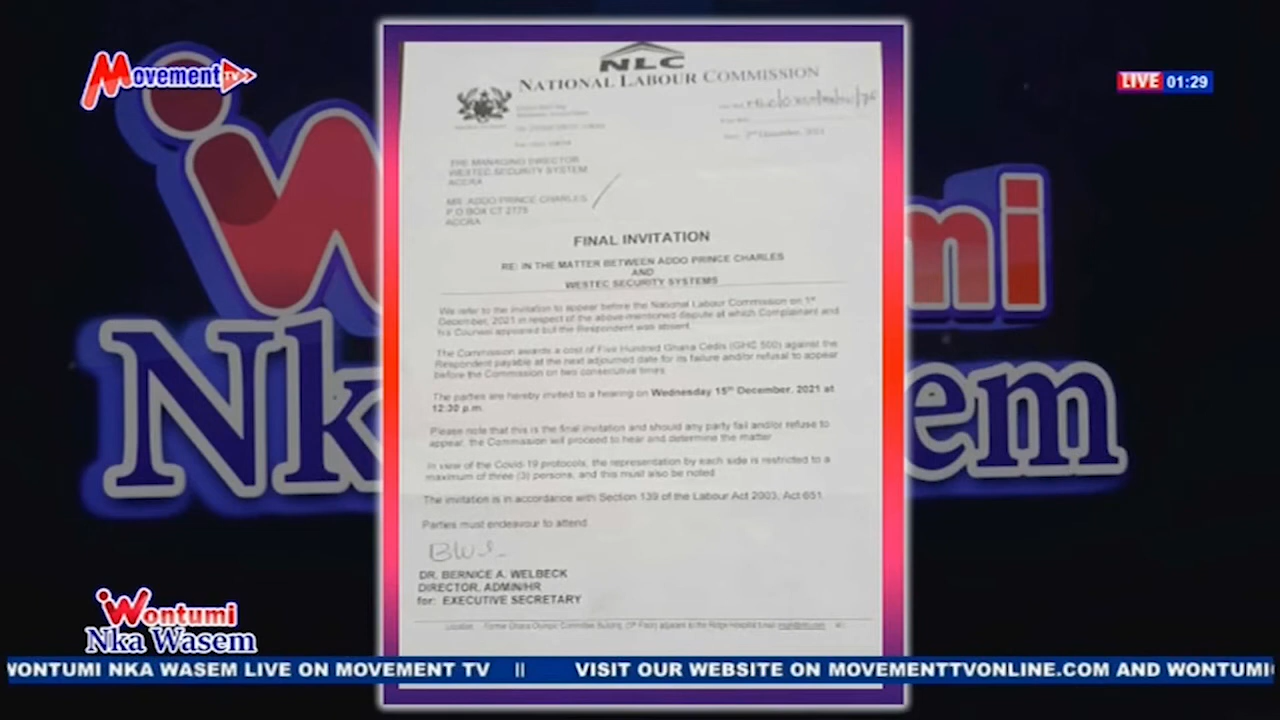 Movement TV
LIVE 01:29
NLC
NATIONAL LABOUR COMMISSION
THE MANAGING DIRECTOR
WESTEC SECURITY SYSTEM
ACCRA
MR. ADDO PRINCE CHARLES
P O BOX CT 2775
ACCRA
FINAL INVITATION
RE: IN THE MATTER BETWEEN ADDO PRINCE CHARLES
AND
WESTEC SECURITY SYSTEMS
We refer to the invitation to appear before the National Labour Commission on 1st
December, 2021 in respect of the above-mentioned dispute at which Complainant and
his Counsel appeared but the Respondent was absent.
The Commission awards a cost of Five Hundred Ghana Cedis (GH₵ 500) against the
Respondent payable at the next adjourned date for its failure and/or refusal to appear
before the Commission on two consecutive times
The parties are hereby invited to a hearing on Wednesday 15th December, 2021 at
12:30 p.m.
Please note that this is the final invitation and should any party fail and/or refuse to
appear, the Commission will proceed to hear and determine the matter
In view of the Covid-19 protocols, the representation by each side is restricted to a
maximum of three (3) persons, and this must also be noted
The invitation is in accordance with Section 139 of the Labour Act 2003, Act 651.
Parties must endeavour to attend
DR. BERNICE A. WELBECK
DIRECTOR, ADMIN/HR
for: EXECUTIVE SECRETARY
W mi
Nk em
Wontumi
Nka Wasem
WONTUMI NKA WASEM LIVE ON MOVEMENT TV || VISIT OUR WEBSITE ON MOVEMENTTVONLINE.COM AND WONTUMI